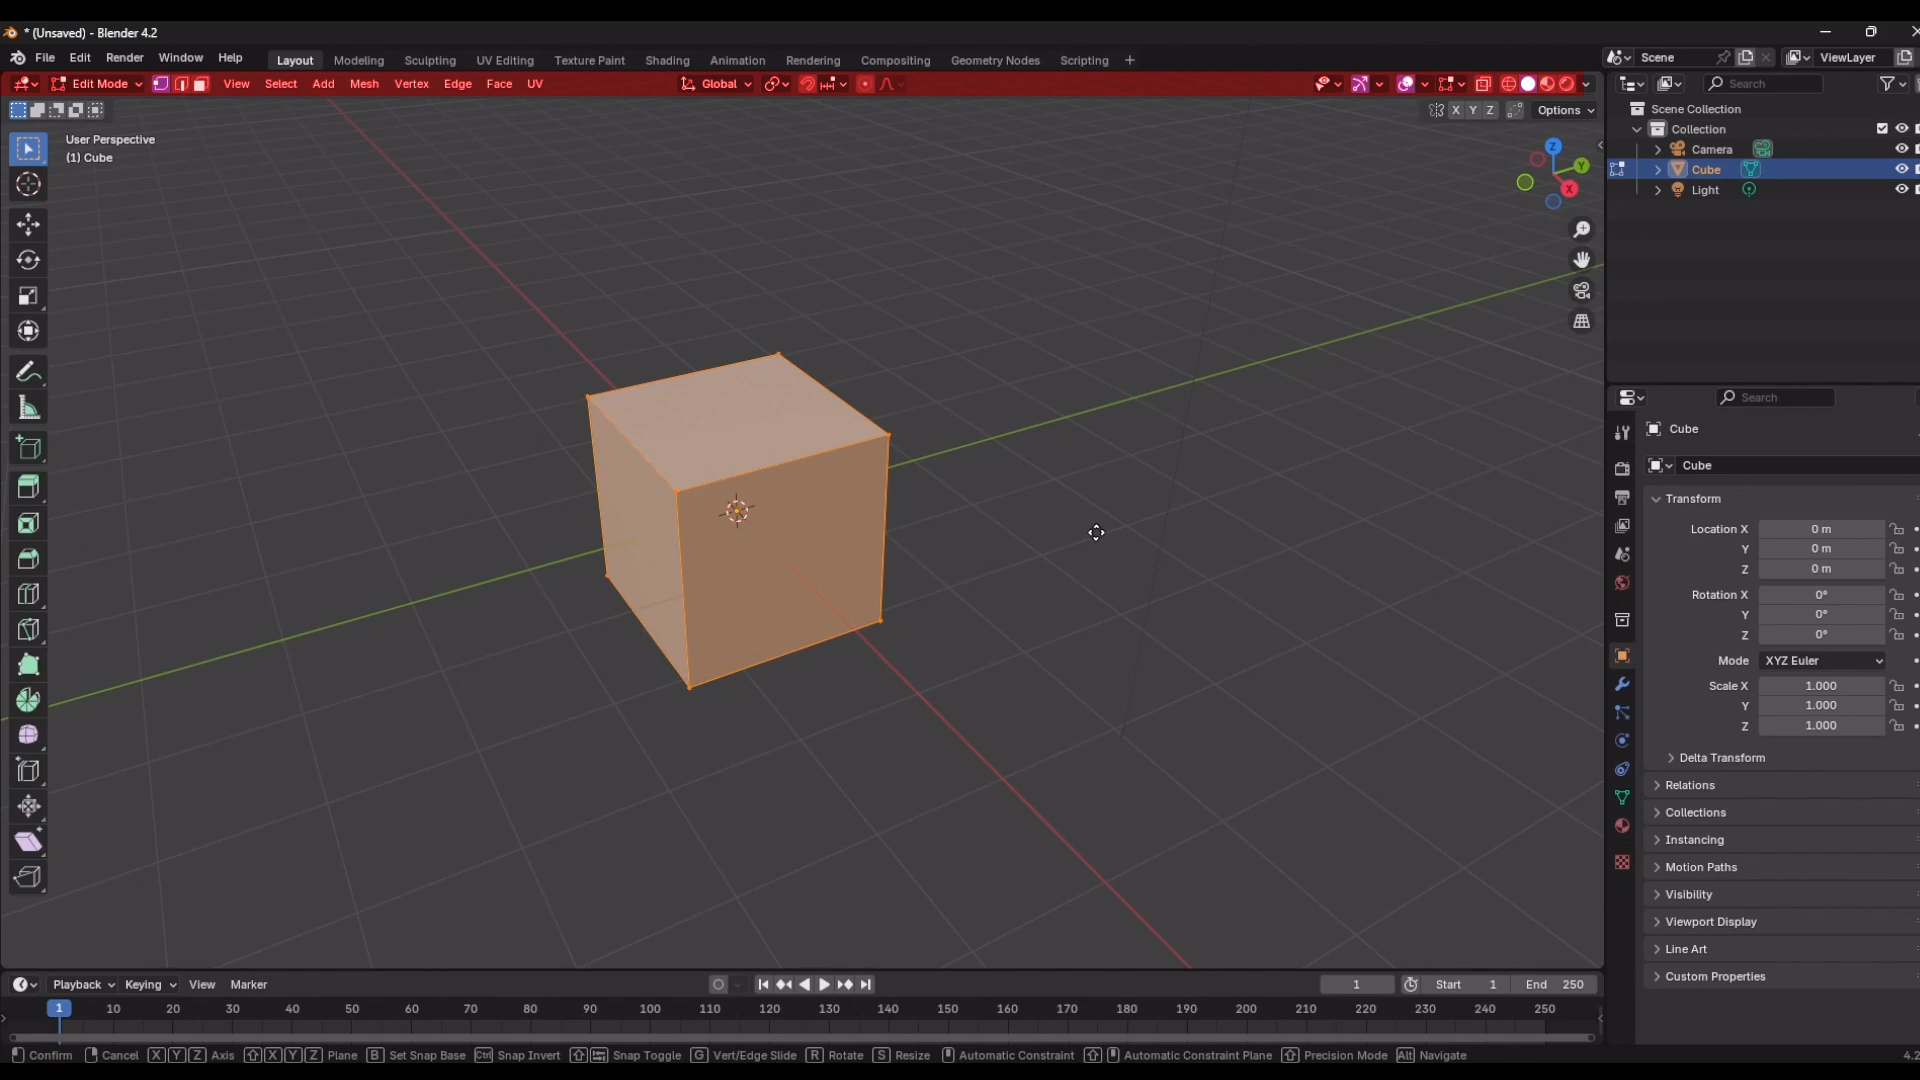 * (Unsaved) - Blender 4.2
File Edit Render Window Help Layout Modeling Sculpting UV Editing Texture Paint Shading Animation Rendering Compositing Geometry Nodes Scripting + Scene ViewLayer
Edit Mode View Select Add Mesh Vertex Edge Face UV Global Search
X Y Z Options
User Perspective
(1) Cube
Z
Y
X
Scene Collection
Collection
Camera
Cube
Light
Search
Cube
Cube
Transform
Location X 0 m
Y 0 m
Z 0 m
Rotation X 0°
Y 0°
Z 0°
Mode XYZ Euler
Scale X 1.000
Y 1.000
Z 1.000
Delta Transform
Relations
Collections
Instancing
Motion Paths
Visibility
Viewport Display
Line Art
Custom Properties
Playback Keying View Marker 1 Start 1 End 250
1 10 20 30 40 50 60 70 80 90 100 110 120 130 140 150 160 170 180 190 200 210 220 230 240 250
Confirm Cancel X Y Z Axis X Y Z Plane B Set Snap Base Ctrl Snap Invert Snap Toggle G Vert/Edge Slide R Rotate S Resize Automatic Constraint Automatic Constraint Plane Precision Mode Alt Navigate 4.2